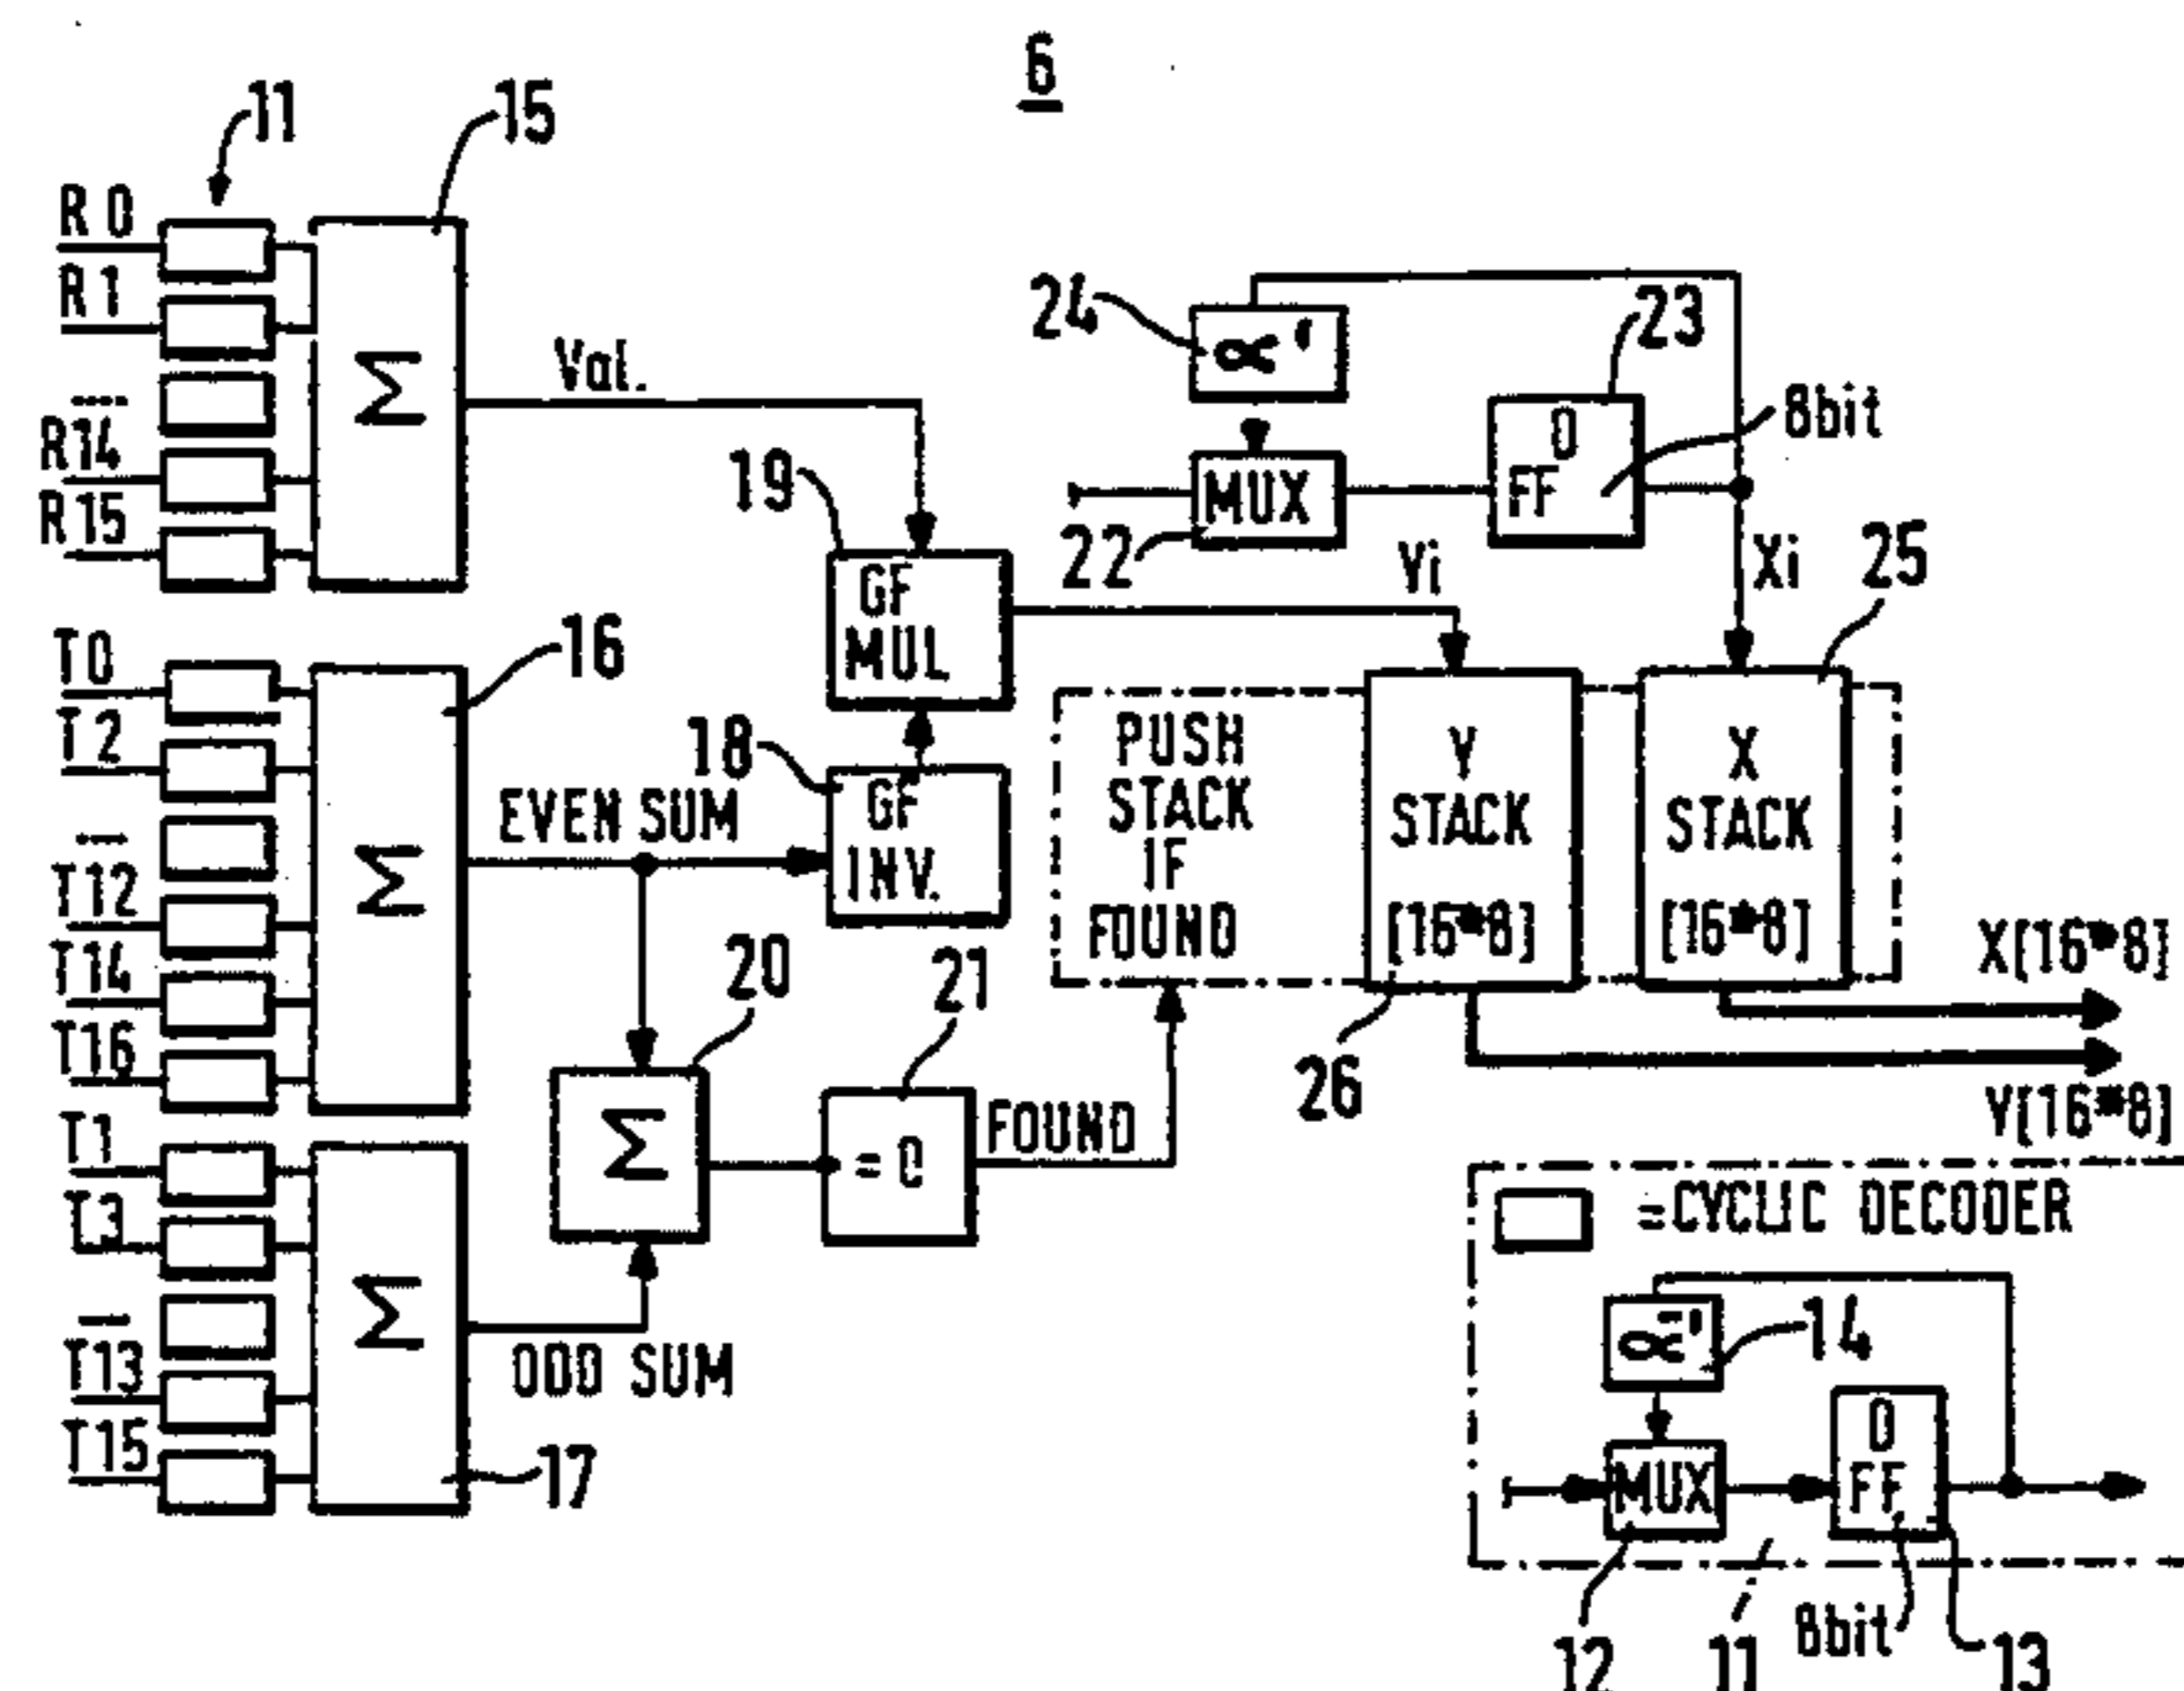 6
11
15
R0
R1
R14
R15
Σ
Val.
24
α'
23
8bit
D
FF
MUX
22
19
GF
MUL
Yi
Xi
25
16
T0
T2
T12
T14
T16
Σ
EVEN SUM
18
GF
INV.
PUSH
STACK
IF
FOUND
Y
STACK
[16*8]
X
STACK
[16*8]
X[16*8]
Y[16*8]
26
20
Σ
21
= 0
FOUND
T1
T3
T13
T15
Σ
ODD SUM
17
=CYCLIC DECODER
α-'
14
MUX
D
FF
12
11
8bit
13